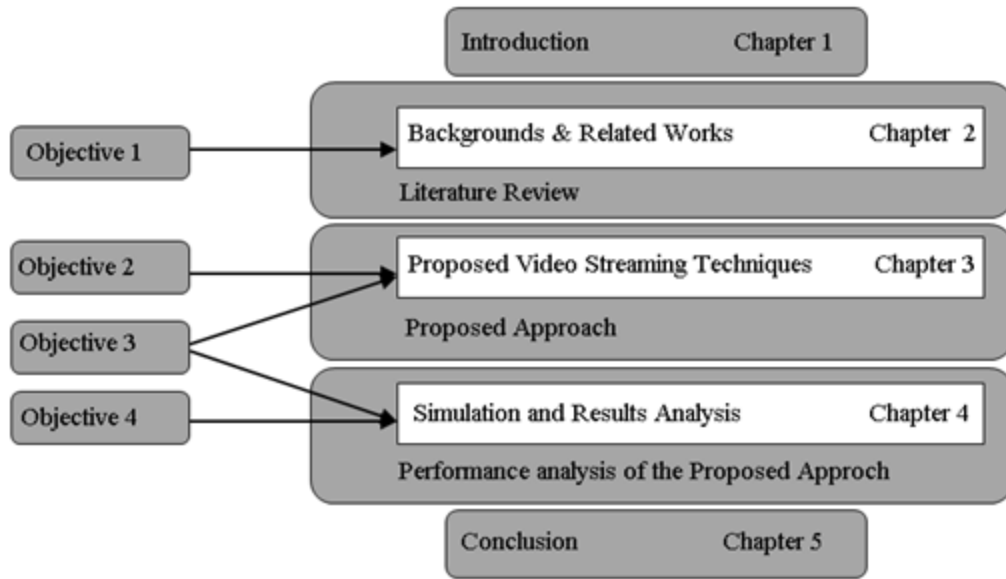 Introduction Chapter 1
Backgrounds & Related Works Chapter 2
Objective 1
Literature Review
Objective 2
Proposed Video Streaming Techniques Chapter 3
Proposed Approach
Objective 3
Objective 4
Simulation and Results Analysis Chapter 4
Performance analysis of the Proposed Approch
Conclusion Chapter 5